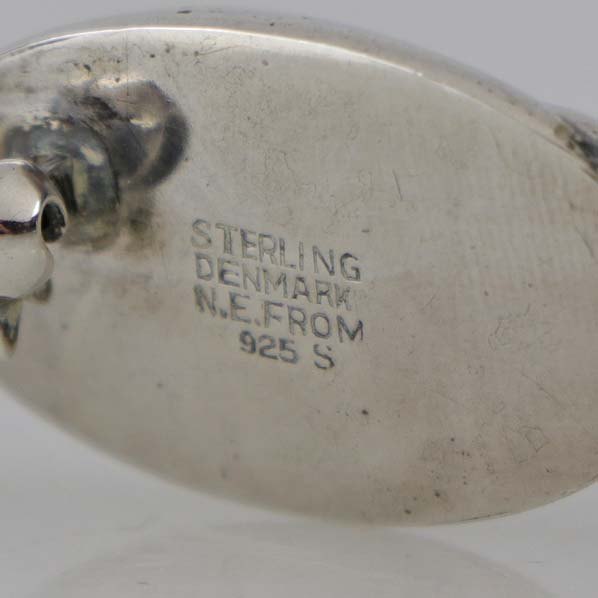 STERLING
DENMARK
N.E. FROM
925 S